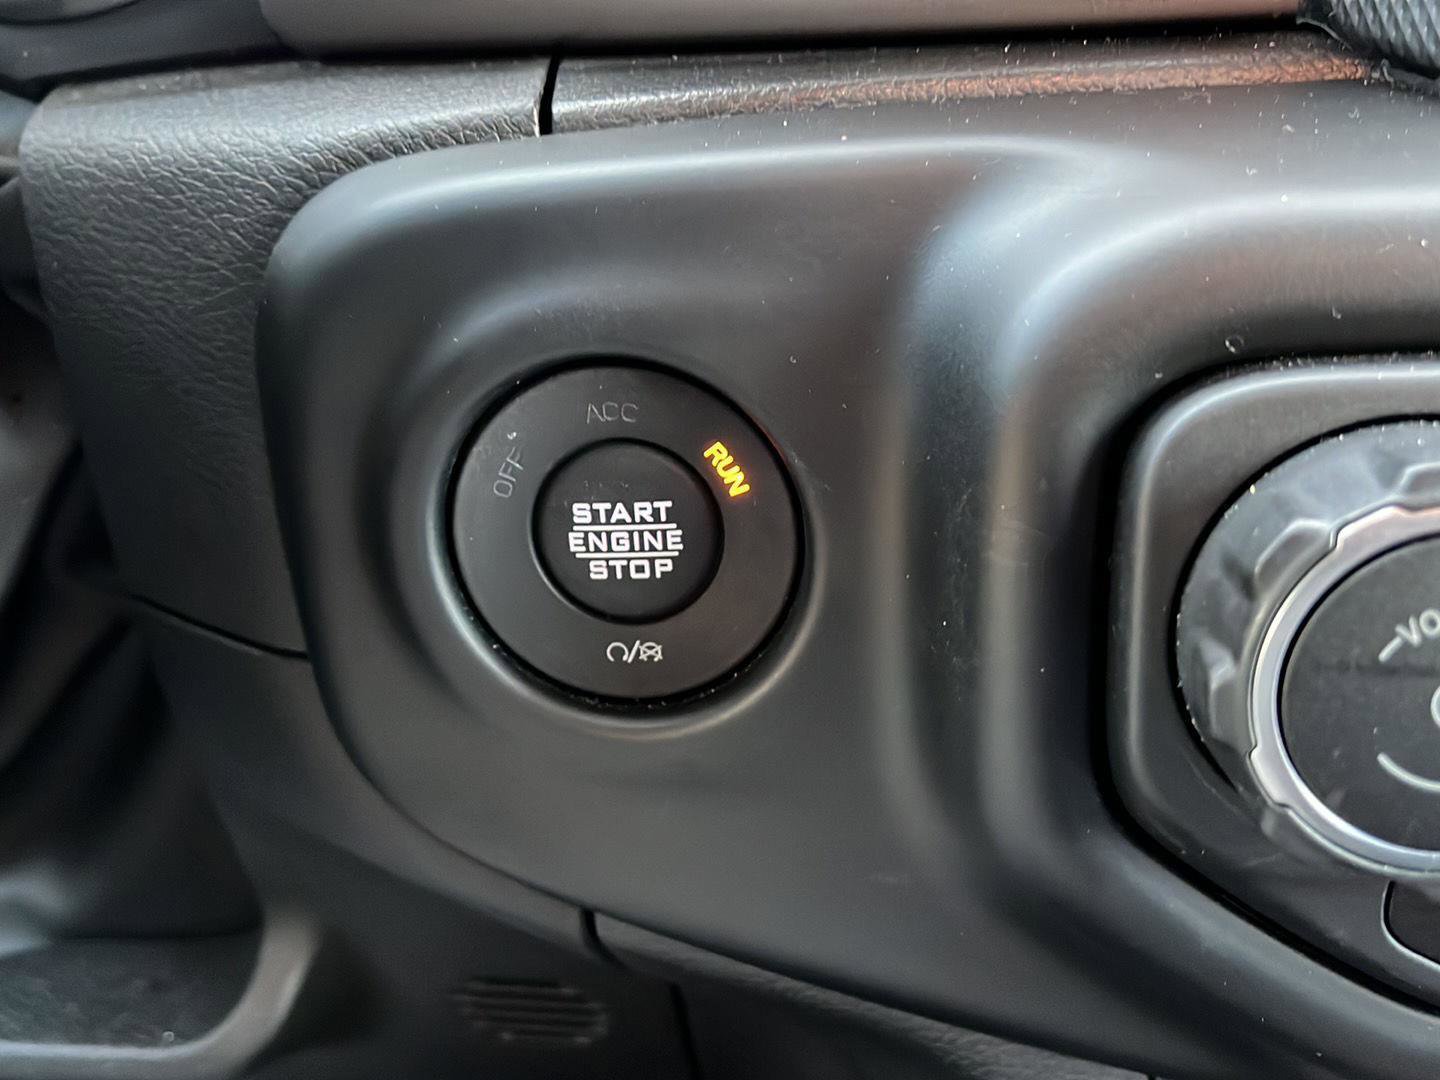 ACC
OFF
RUN
START
ENGINE
STOP